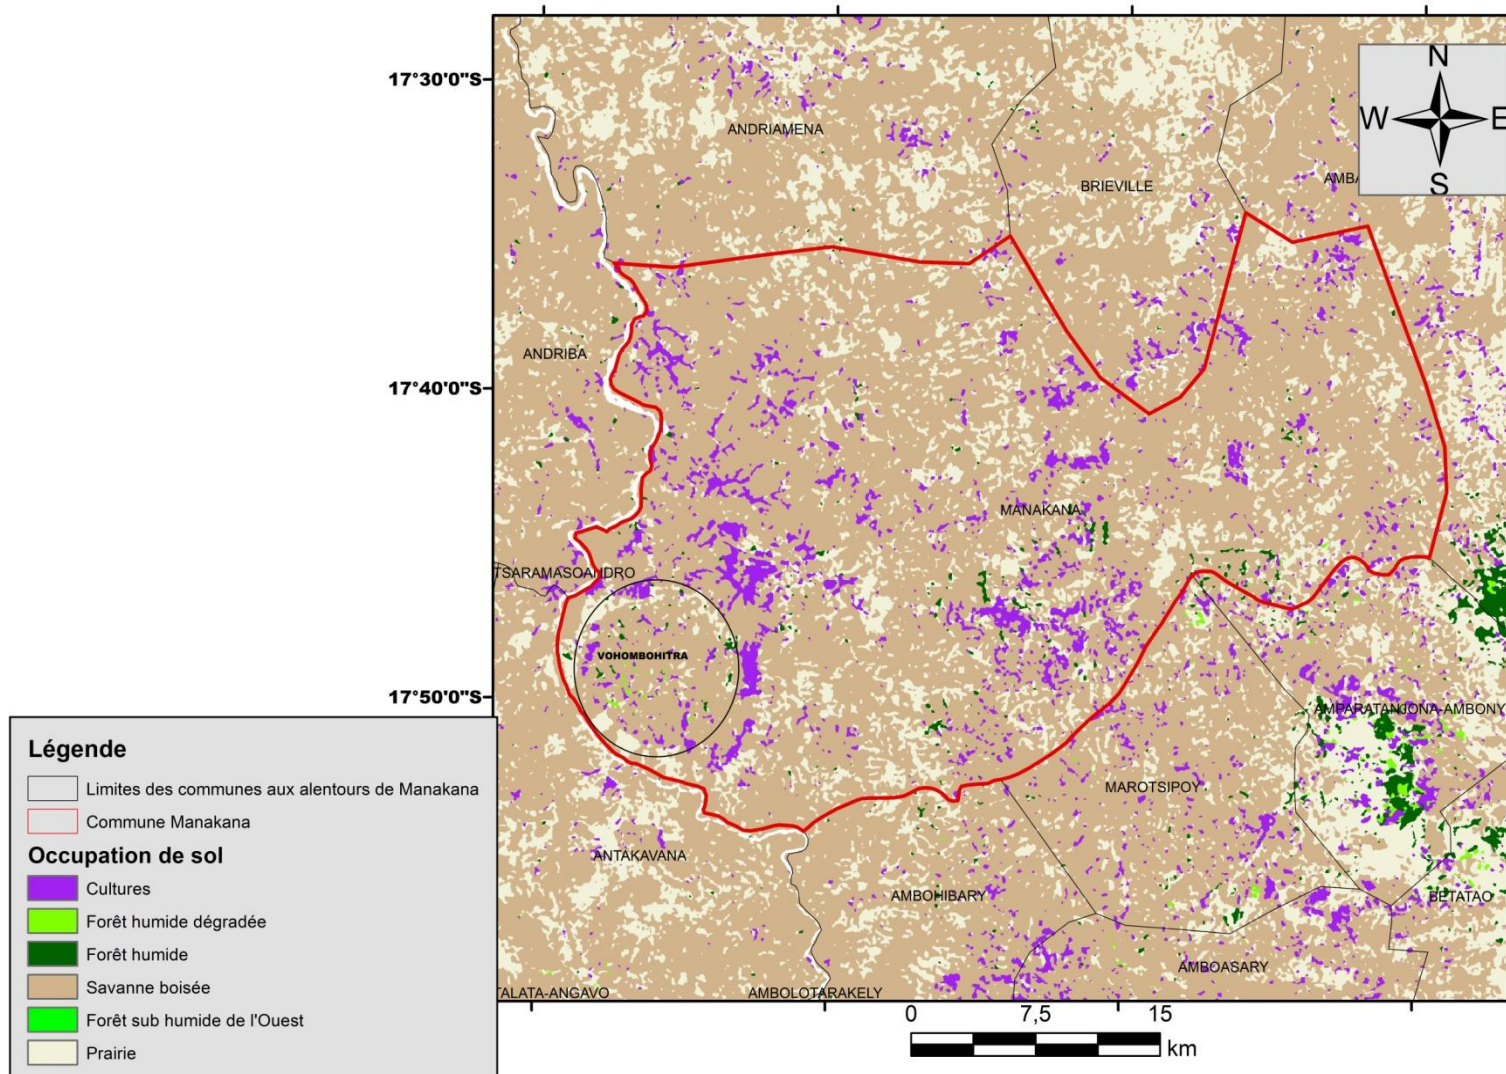 17°30'0"S
N
W E
S
ANDRIAMENA
BRIEVILLE
AMBA
ANDRIBA
17°40'0"S
MANAKANA
TSARAMASOANDRO
VOHOMBOHITRA
17°50'0"S
AMPARATANJONA-AMBONY
MAROTSIPOY
ANTAKAVANA
AMBOHIBARY
BETATAO
AMBOASARY
TALATA-ANGAVO
AMBOLOTARAKELY
Légende
Limites des communes aux alentours de Manakana
Commune Manakana
Occupation de sol
Cultures
Forêt humide dégradée
Forêt humide
Savanne boisée
Forêt sub humide de l'Ouest
Prairie
0 7,5 15
km